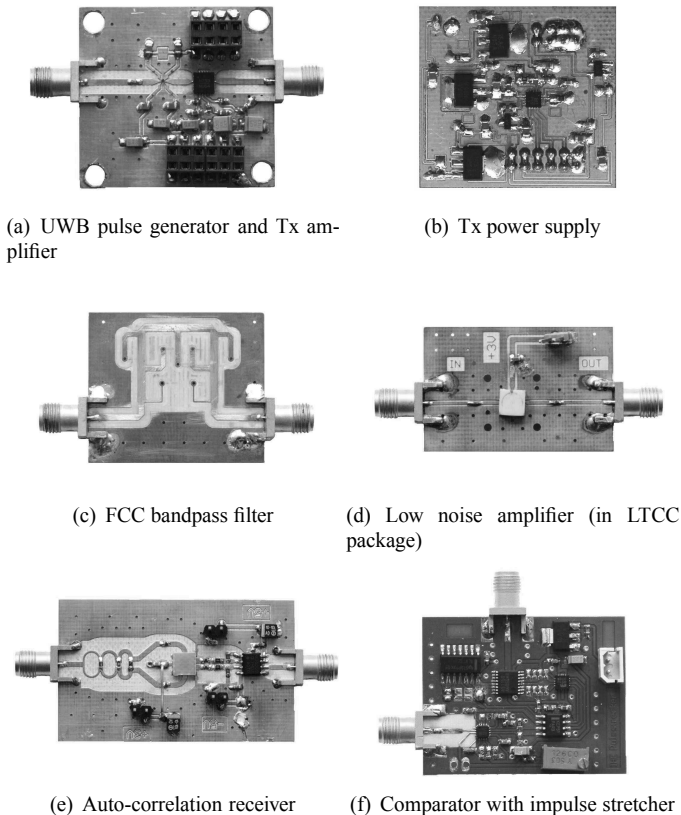 (a) UWB pulse generator and Tx am-
plifier
(b) Tx power supply
IN
+3V
OUT
(c) FCC bandpass filter
(d) Low noise amplifier (in LTCC
package)
(e) Auto-correlation receiver
(f) Comparator with impulse stretcher